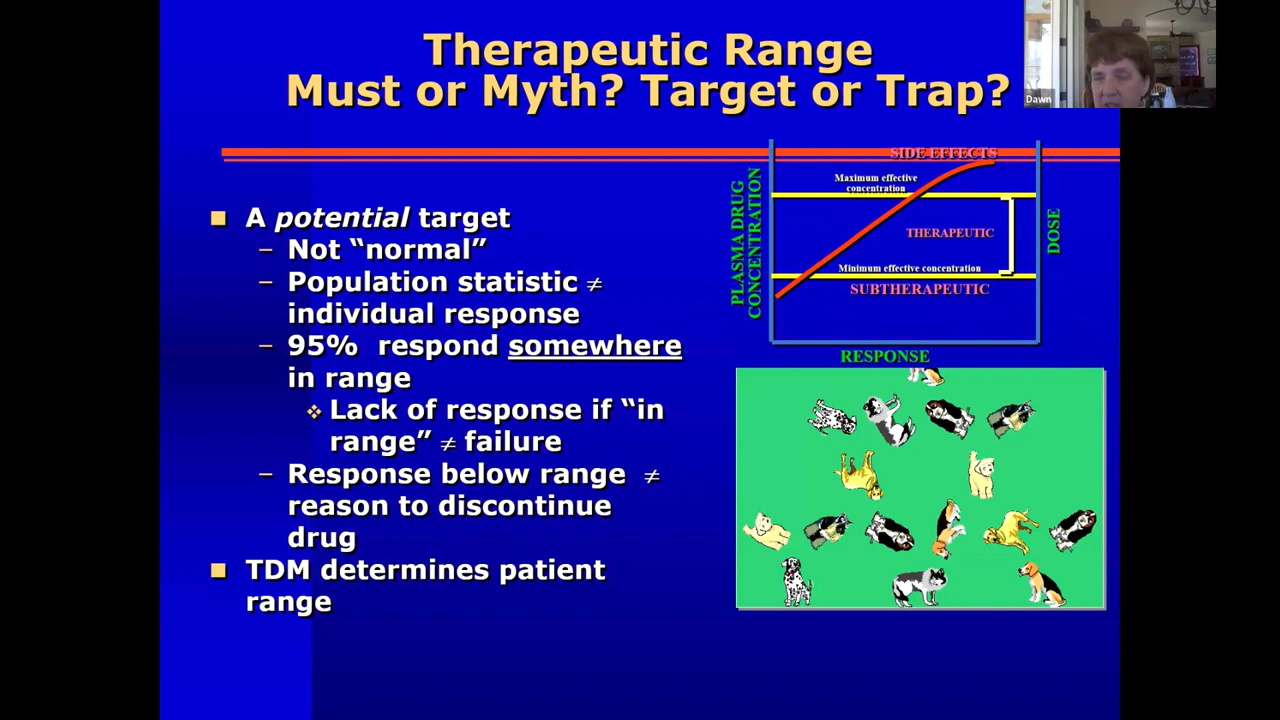 Therapeutic Range
Must or Myth? Target or Trap?
Dawn
A potential target
– Not “normal”
– Population statistic ≠
individual response
– 95% respond somewhere
in range
Lack of response if “in
range” ≠ failure
– Response below range ≠
reason to discontinue
drug
TDM determines patient
range
SIDE EFFECTS
Maximum effective
concentration
THERAPEUTIC
Minimum effective concentration
SUBTHERAPEUTIC
PLASMA DRUG
CONCENTRATION
DOSE
RESPONSE